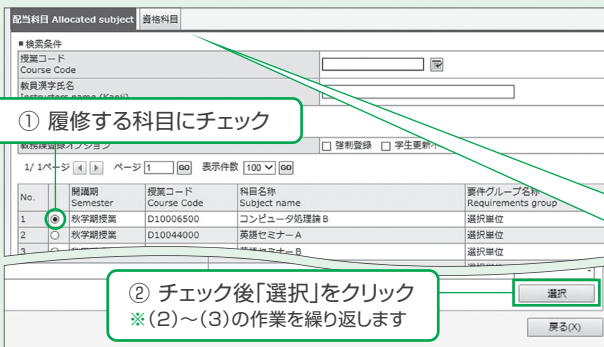 配当科目 Allocated subject 資格科目
■検索条件
授業コード
Course Code
教員漢字氏名
Instructors name (Kanji)
① 履修する科目にチェック
教務課登録オプション □ 強制登録 □ 学生更新不
1/ 1ページ ページ 1 GO 表示件数 100 GO
No. 開講期 Semester 授業コード Course Code 科目名称 Subject name 要件グループ名称 Requirements group
1 秋学期授業 D10006500 コンピュータ処理論B 選択単位
2 秋学期授業 D10044000 英語セミナーA 選択単位
3 英語セミナーB 選択単位
② チェック後「選択」をクリック
※(2)～(3)の作業を繰り返します
選択
戻る(X)